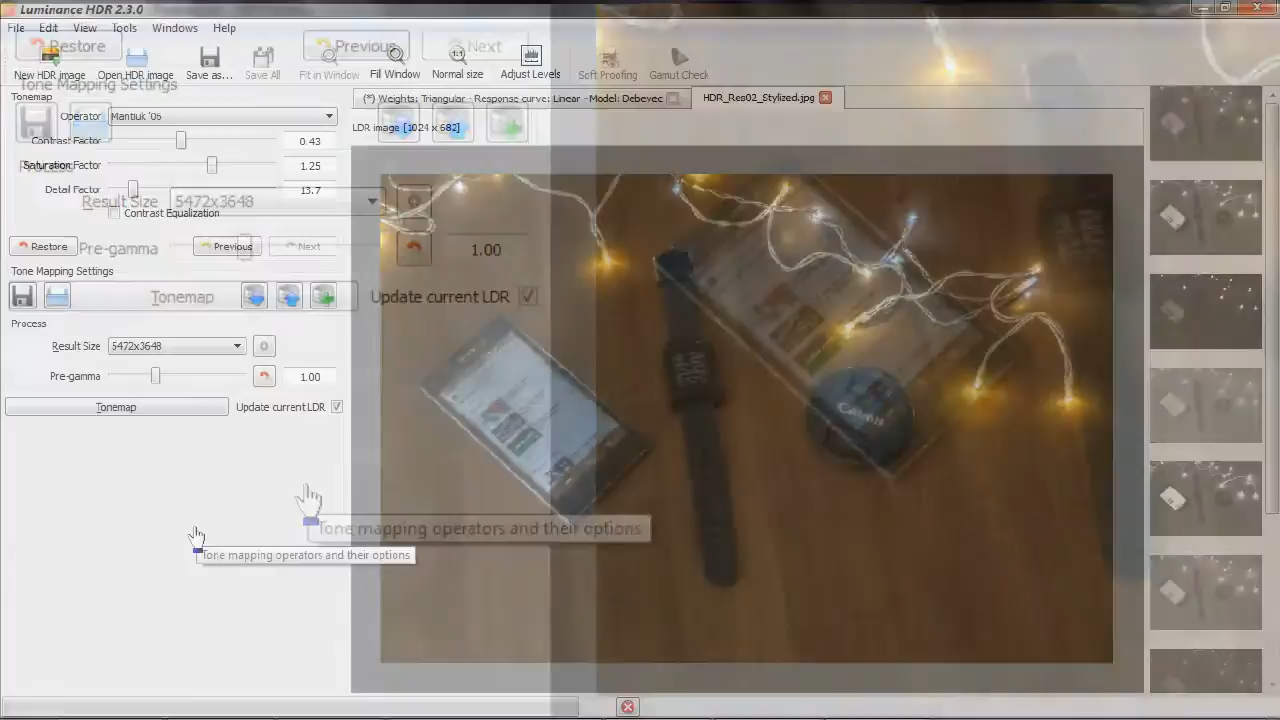 Luminance HDR 2.3.0
File Edit View Tools Windows Help
Restore Previous Next
New HDR image Open HDR image Save as... Save All Fit in Window Fill Window Normal size Adjust Levels Soft Proofing Gamut Check
Tone Mapping Settings
Tonemap
(*) Weights: Triangular - Response curve: Linear - Model: Debevec
HDR_Res02_Stylized.jpg
Operator Mantiuk '06
LDR image [1024 x 682]
Contrast Factor 0.43
Process
Saturation Factor 1.25
Detail Factor 13.7
Result Size 5472x3648
Contrast Equalization
Restore Previous Next
Pre-gamma 1.00
Tone Mapping Settings
Tonemap Update current LDR
Process
Result Size 5472x3648
Pre-gamma 1.00
Tonemap Update current LDR
Canon
Tone mapping operators and their options
Tone mapping operators and their options